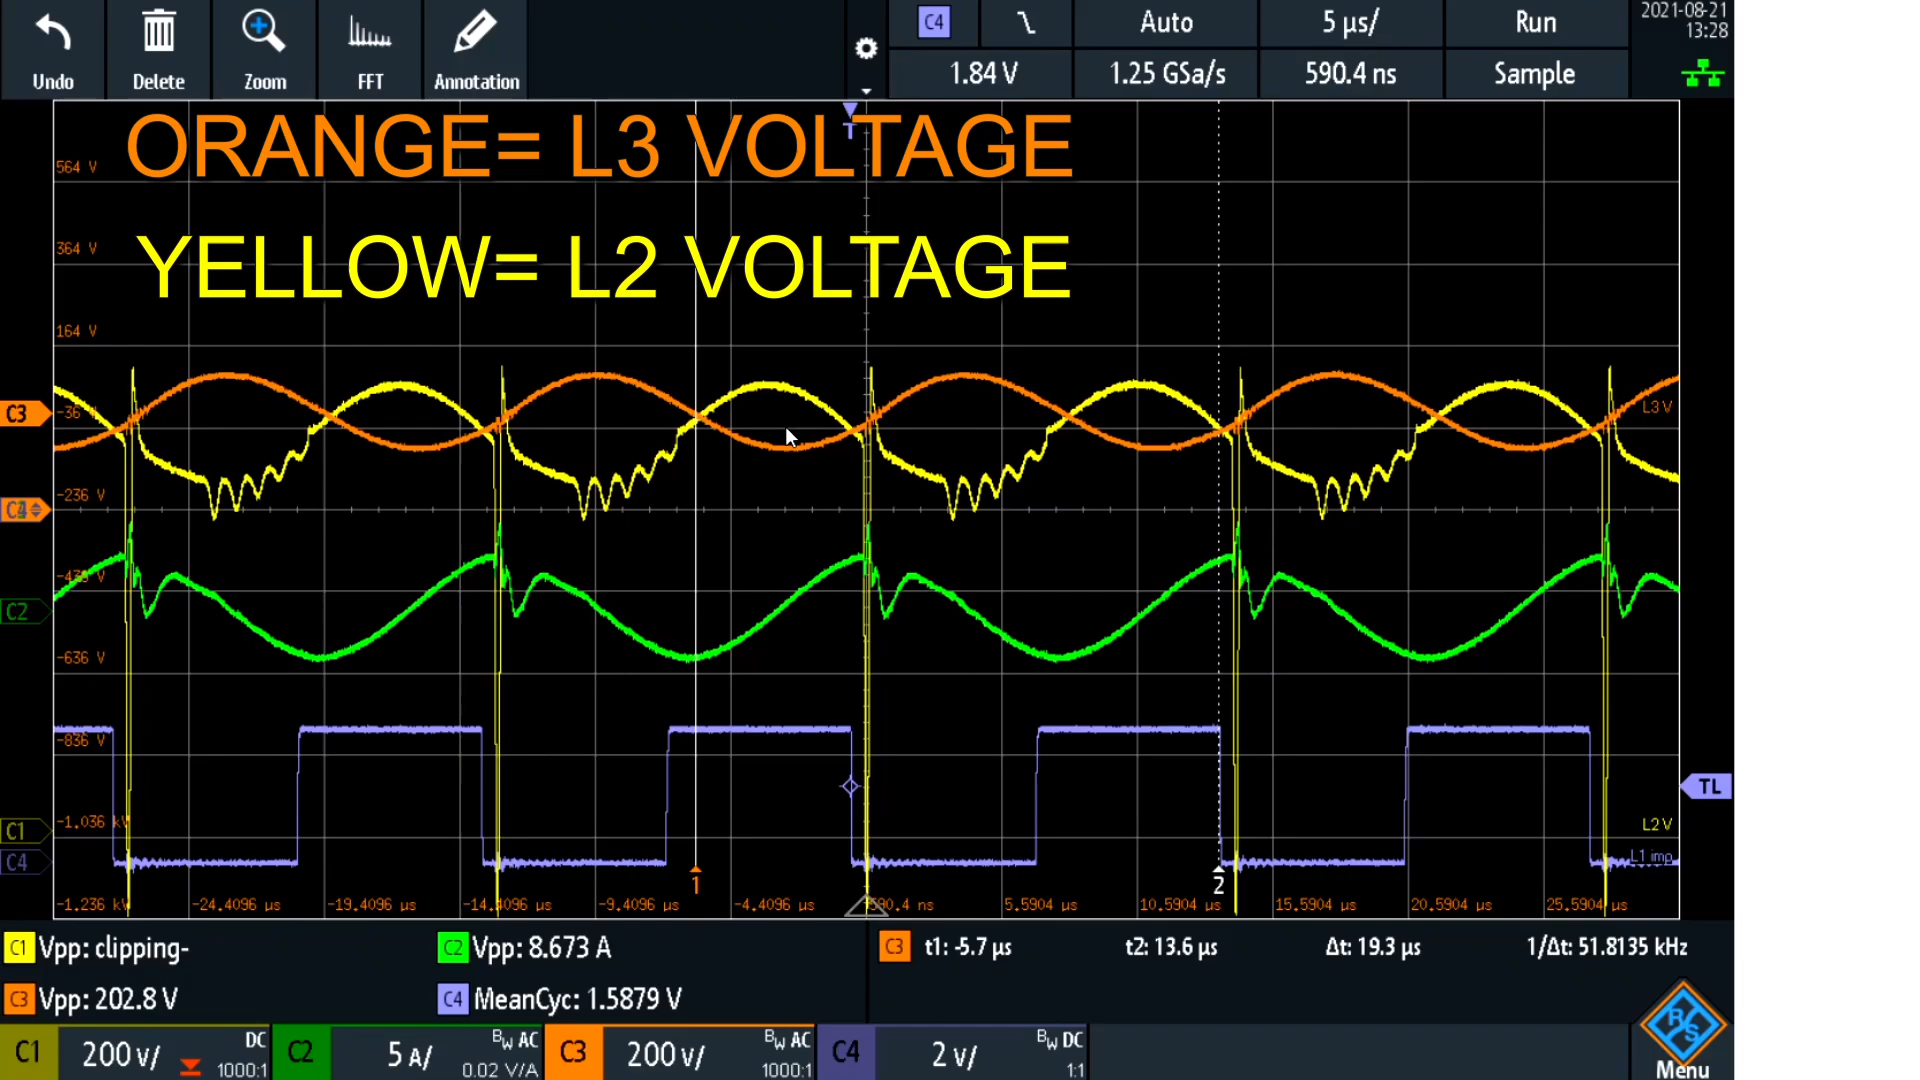 C4 Auto 5 µs/ Run 2021-08-21
13:28
Undo Delete Zoom FFT Annotation 1.84 V 1.25 GSa/s 590.4 ns Sample
T
ORANGE= L3 VOLTAGE
564 V
YELLOW= L2 VOLTAGE
364 V
164 V
C3 -36 V L3 V
-236 V
C4
-436 V
C2
-636 V
-836 V
TL
C1 -1.036 kV L2 V
C4 L1 imp
1 2
-1.236 kV -24.4096 µs -19.4096 µs -14.4096 µs -9.4096 µs -4.4096 µs 590.4 ns 5.5904 µs 10.5904 µs 15.5904 µs 20.5904 µs 25.5904 µs
C1 Vpp: clipping- C2 Vpp: 8.673 A C3 t1: -5.7 µs t2: 13.6 µs Δt: 19.3 µs 1/Δt: 51.8135 kHz
C3 Vpp: 202.8 V C4 MeanCyc: 1.5879 V
C1 200 V/ DC 1000:1 C2 5 A/ BW AC 0.02 V/A C3 200 V/ BW AC 1000:1 C4 2 V/ BW DC 1:1
R&S
Menu